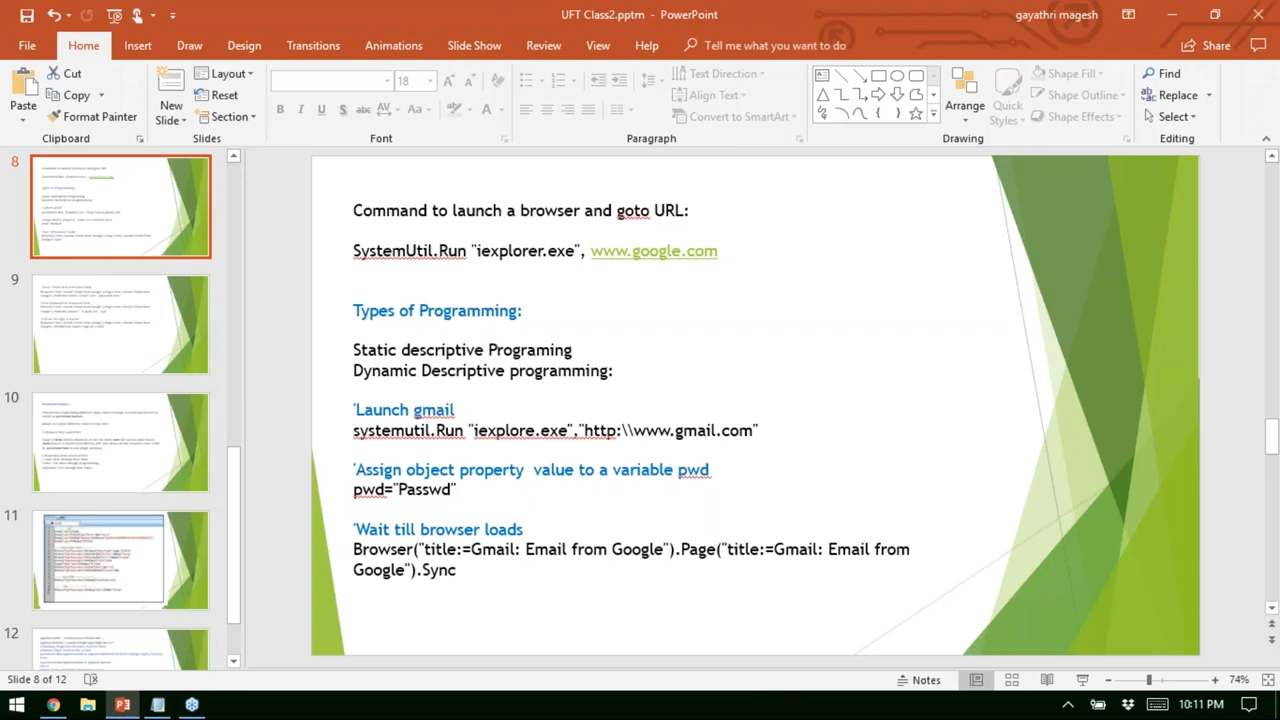 UFT Class2.pptm — PowerPoint
gayathri magesh
File Home Insert Draw Design Transitions Animations Slide Show Review View Help Tell me what you want to do Share
Paste
Cut
Copy
Format Painter
Clipboard
New Slide
Layout
Reset
Section
Slides
18
Font
Paragraph
Text Direction
Align Text
Convert to SmartArt
Arrange
Quick Styles
Shape Fill
Shape Outline
Shape Effects
Drawing
Find
Replace
Select
Editing
8
9
10
11
12
Command to launch a browser and goto URL:
SystemUtil.Run "iexplorer.exe", www.google.com
Types of Programming:
Static descriptive Programing
Dynamic Descriptive programming:
'Launch gmail
systemutil.Run "iexplore.exe","http:\\www.gmail.com"
'Assign object property value to a variable pwd
pwd="Passwd"
'Wait till browser loads
Browser("title:=Gmail: Email from Google").Page("title:=Gmail: Email from
Google").Sync
Slide 8 of 12
Notes
74%
10:11 PM